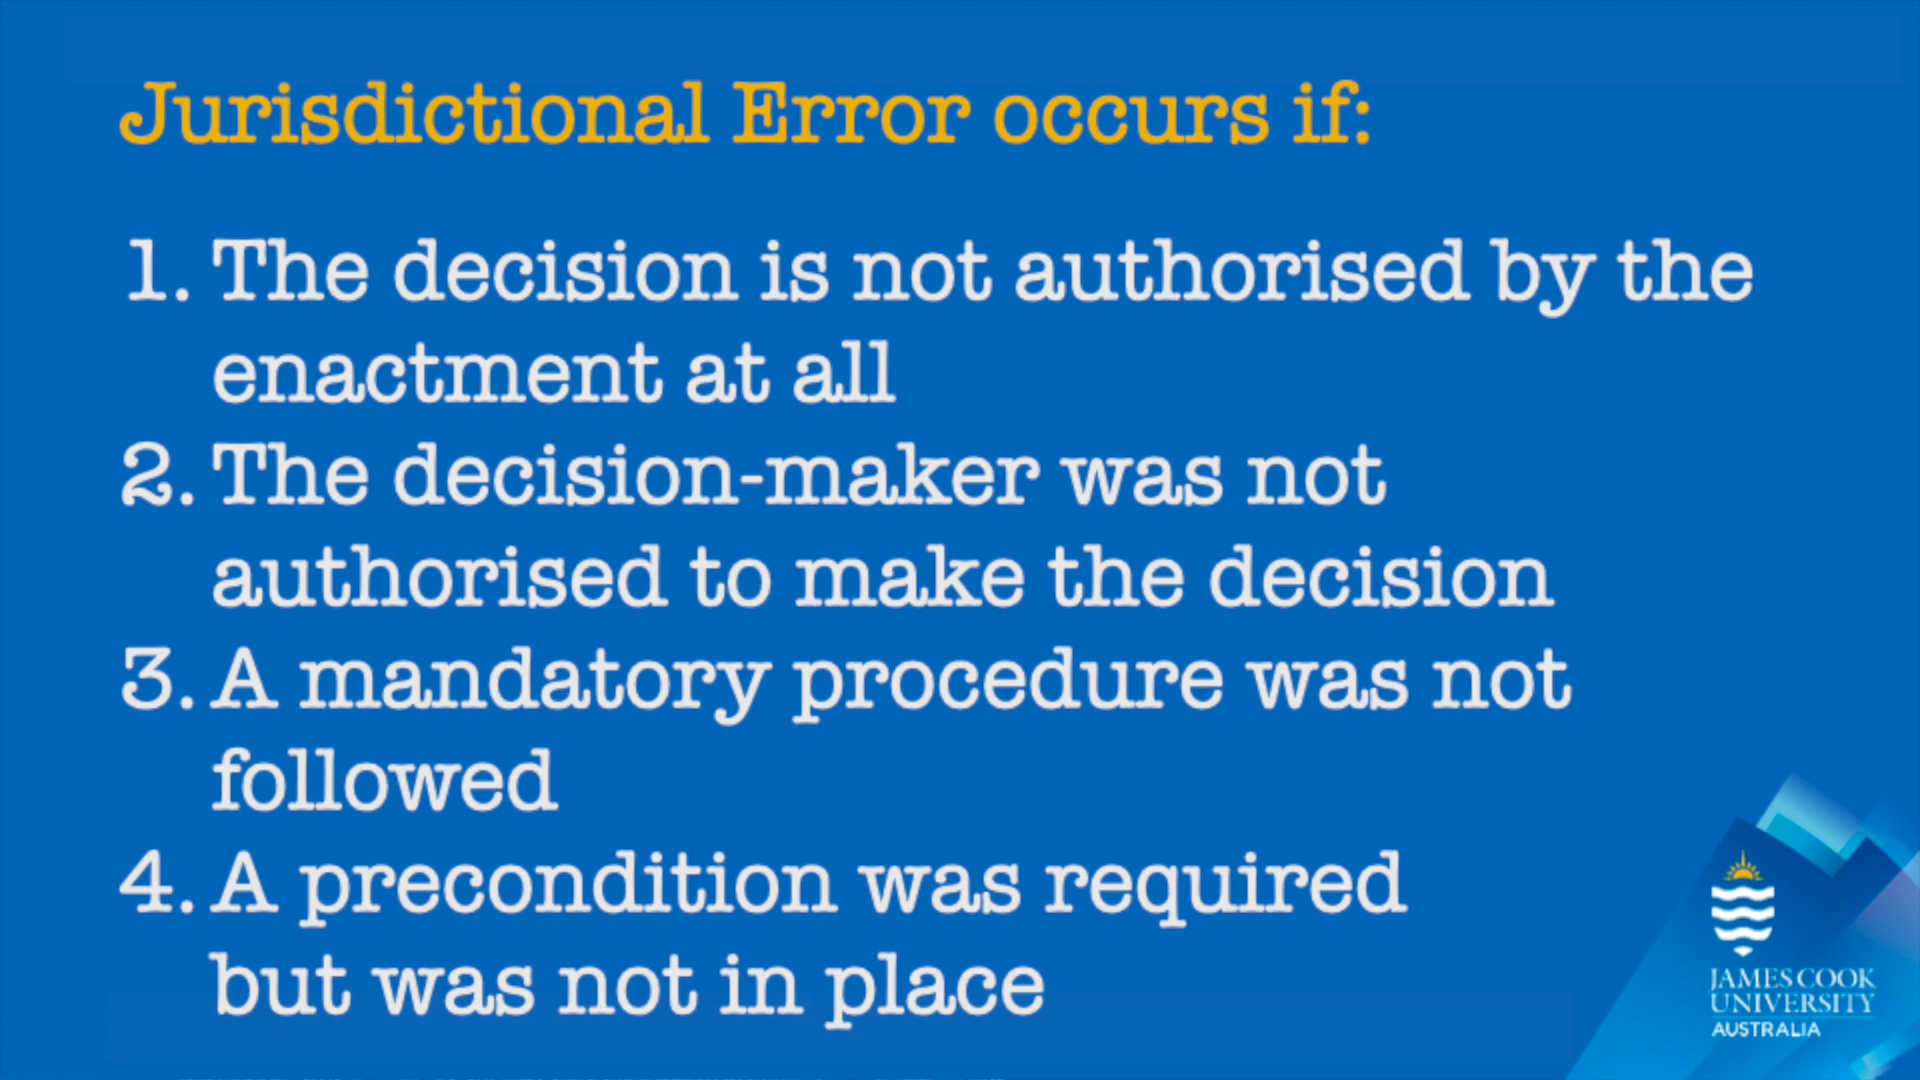 Jurisdictional Error occurs if:
1. The decision is not authorised by the
enactment at all
2. The decision-maker was not
authorised to make the decision
3. A mandatory procedure was not
followed
4. A precondition was required
but was not in place
JAMES COOK
UNIVERSITY
AUSTRALIA